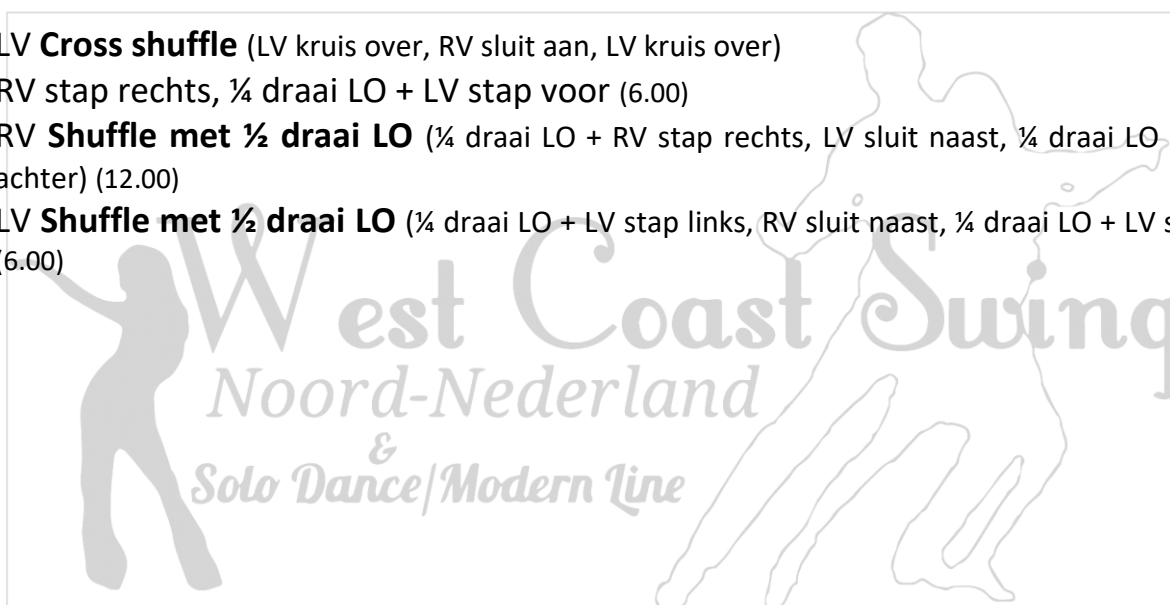 LV Cross shuffle (LV kruis over, RV sluit aan, LV kruis over)
RV stap rechts, ¼ draai LO + LV stap voor (6.00)
RV Shuffle met ½ draai LO (¼ draai LO + RV stap rechts, LV sluit naast, ¼ draai LO
achter) (12.00)
LV Shuffle met ½ draai LO (¼ draai LO + LV stap links, RV sluit naast, ¼ draai LO + LV s
(6.00)
West Coast Swing
Noord-Nederland
&
Solo Dance/Modern Line